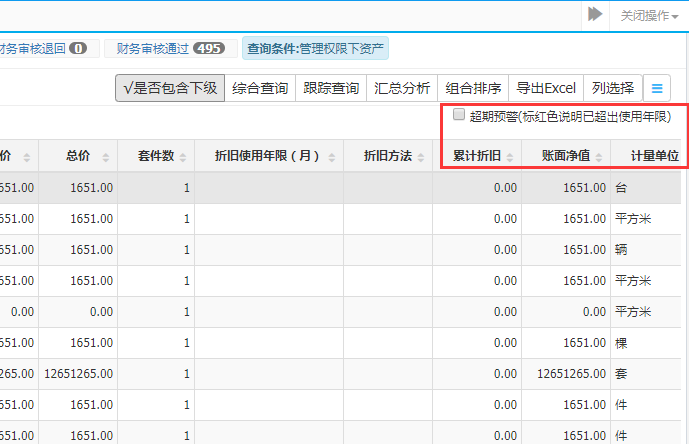 关闭操作
财务审核退回 0 财务审核通过 495 查询条件:管理权限下资产
√是否包含下级 综合查询 跟踪查询 汇总分析 组合排序 导出Excel 列选择
超期预警(标红色说明已超出使用年限)
价 总价 套件数 折旧使用年限（月） 折旧方法 累计折旧 账面净值 计量单位
651.00 1651.00 1 0.00 1651.00 台
651.00 1651.00 1 0.00 1651.00 平方米
651.00 1651.00 1 0.00 1651.00 辆
651.00 1651.00 1 0.00 1651.00 平方米
0.00 0.00 1 0.00 0.00 平方米
651.00 1651.00 1 0.00 1651.00 棵
265.00 12651265.00 1 0.00 12651265.00 套
651.00 1651.00 1 0.00 1651.00 件
651.00 1651.00 1 0.00 1651.00 件